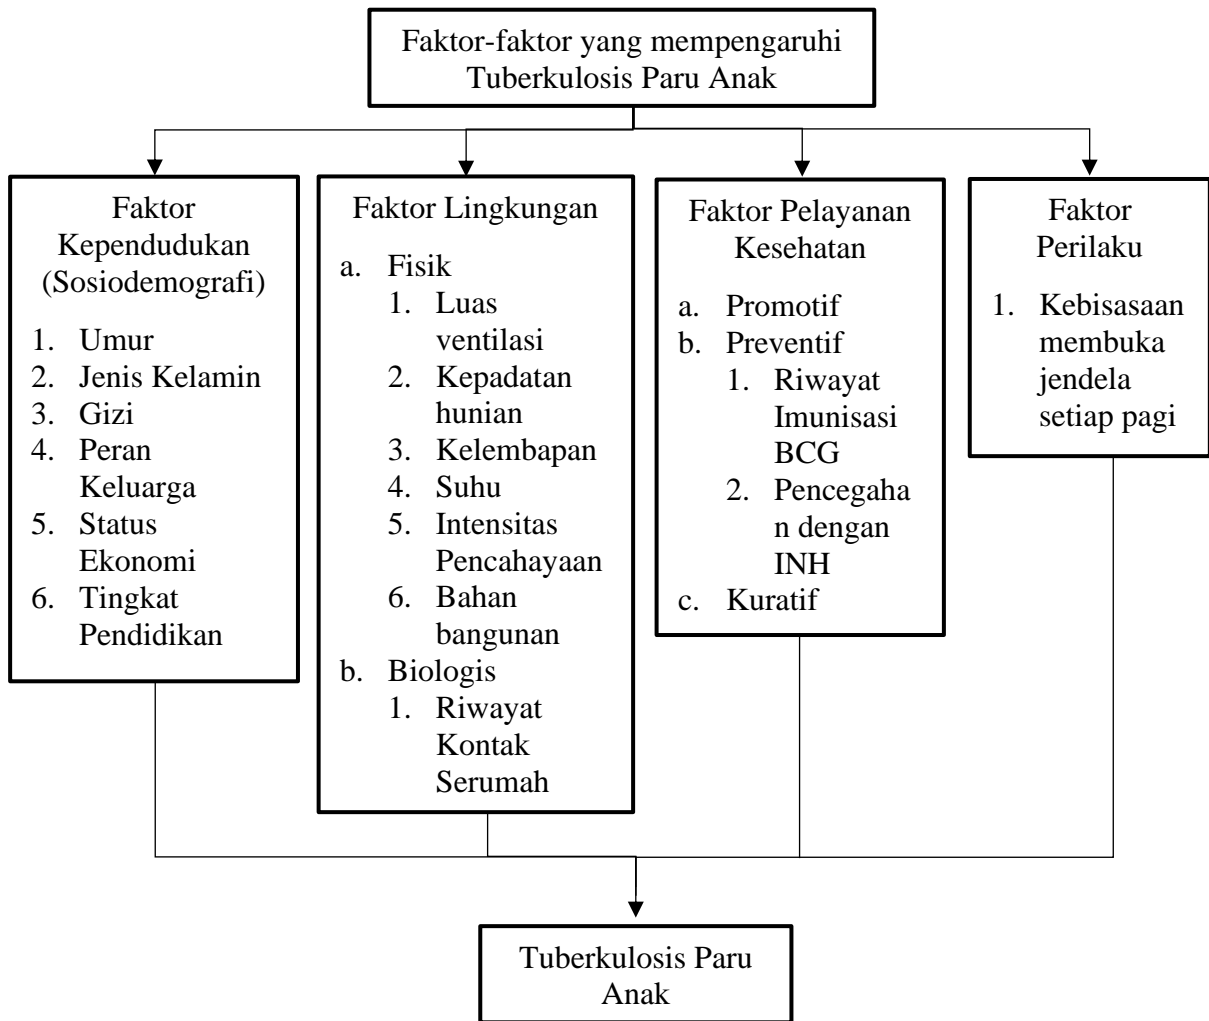 Faktor-faktor yang mempengaruhi
Tuberkulosis Paru Anak
Faktor
Kependudukan
(Sosiodemografi)
1. Umur
2. Jenis Kelamin
3. Gizi
4. Peran
Keluarga
5. Status
Ekonomi
6. Tingkat
Pendidikan
Faktor Lingkungan
a. Fisik
1. Luas
ventilasi
2. Kepadatan
hunian
3. Kelembapan
4. Suhu
5. Intensitas
Pencahayaan
6. Bahan
bangunan
b. Biologis
1. Riwayat
Kontak
Serumah
Faktor Pelayanan
Kesehatan
a. Promotif
b. Preventif
1. Riwayat
Imunisasi
BCG
2. Pencegaha
n dengan
INH
c. Kuratif
Faktor
Perilaku
1. Kebisasaan
membuka
jendela
setiap pagi
Tuberkulosis Paru
Anak